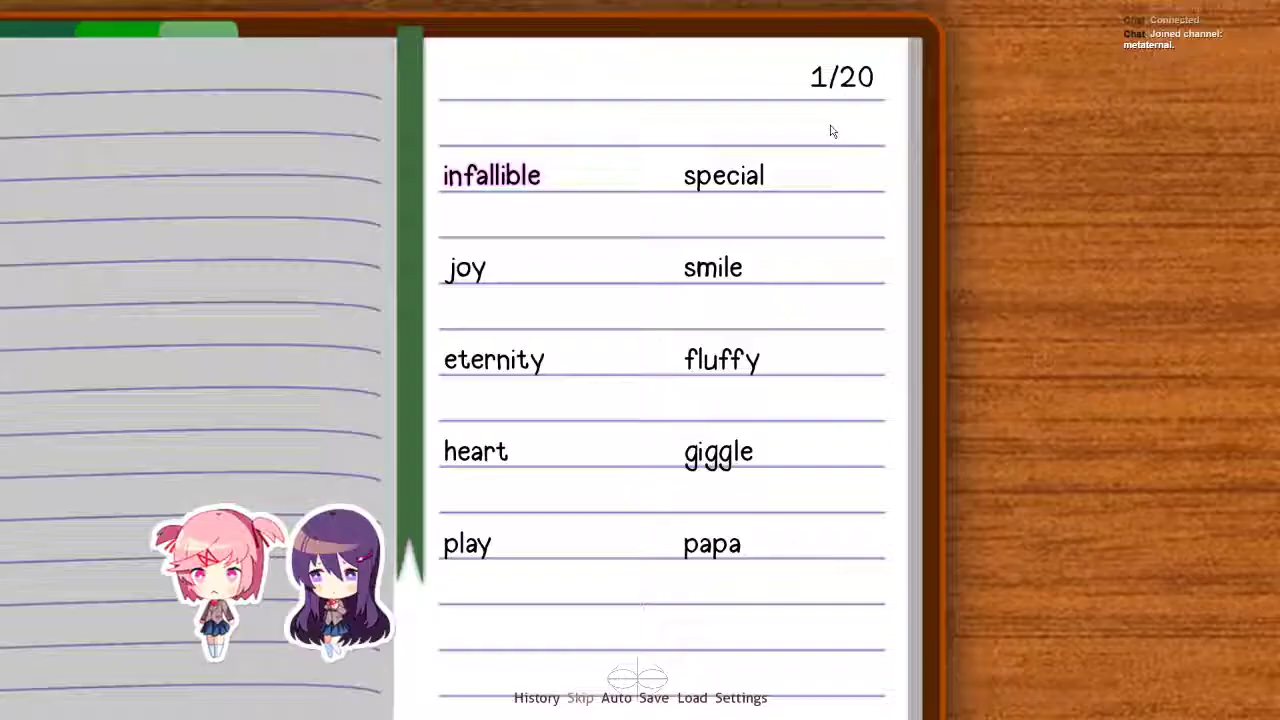 Chat Connected
Chat Joined channel:
metaternal.
1/20
infallible special
joy smile
eternity fluffy
heart giggle
play papa
History Skip Auto Save Load Settings